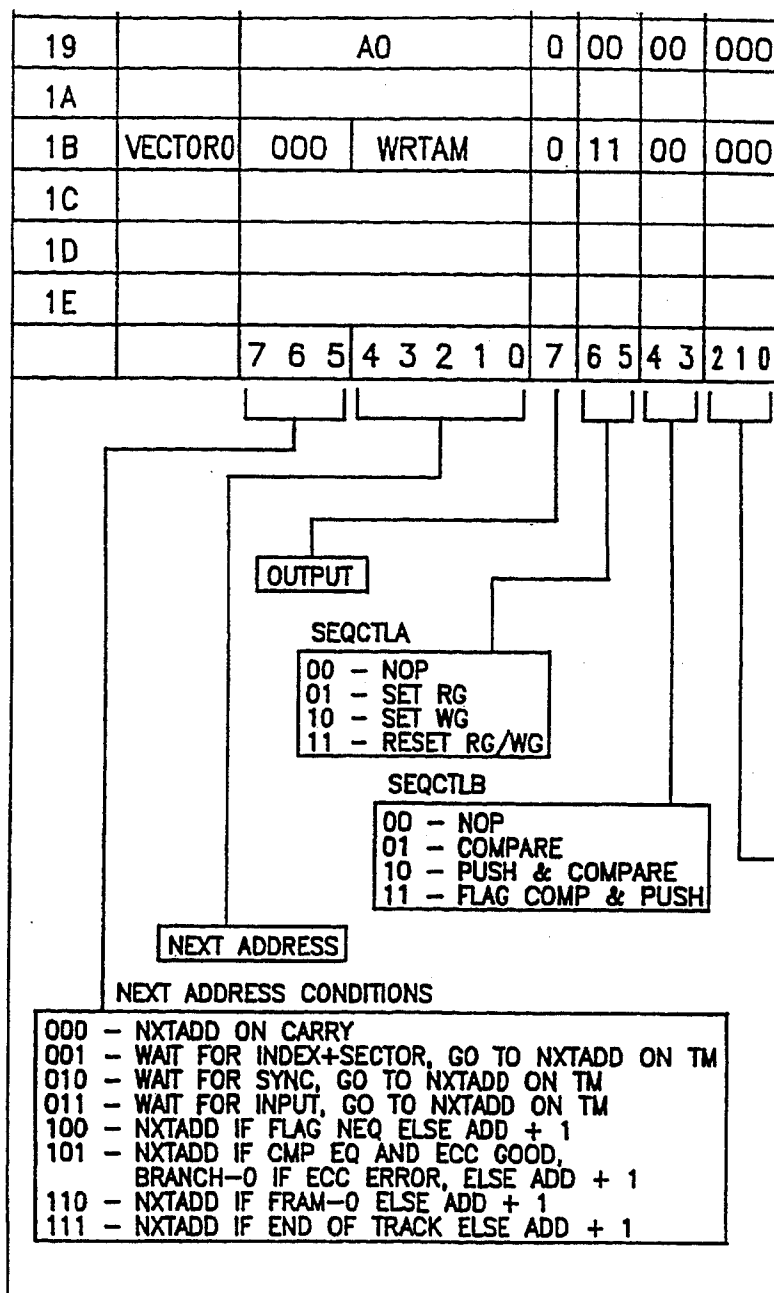 19 A0 0 00 00 000
1A
1B VECTOR0 000 WRTAM 0 11 00 000
1C
1D
1E
7 6 5 4 3 2 1 0 7 6 5 4 3 2 1 0
OUTPUT
SEQCTLA
00 – NOP
01 – SET RG
10 – SET WG
11 – RESET RG/WG
SEQCTLB
00 – NOP
01 – COMPARE
10 – PUSH & COMPARE
11 – FLAG COMP & PUSH
NEXT ADDRESS
NEXT ADDRESS CONDITIONS
000 – NXTADD ON CARRY
001 – WAIT FOR INDEX+SECTOR, GO TO NXTADD ON TM
010 – WAIT FOR SYNC, GO TO NXTADD ON TM
011 – WAIT FOR INPUT, GO TO NXTADD ON TM
100 – NXTADD IF FLAG NEQ ELSE ADD + 1
101 – NXTADD IF CMP EQ AND ECC GOOD,
BRANCH–0 IF ECC ERROR, ELSE ADD + 1
110 – NXTADD IF FRAM–0 ELSE ADD + 1
111 – NXTADD IF END OF TRACK ELSE ADD + 1